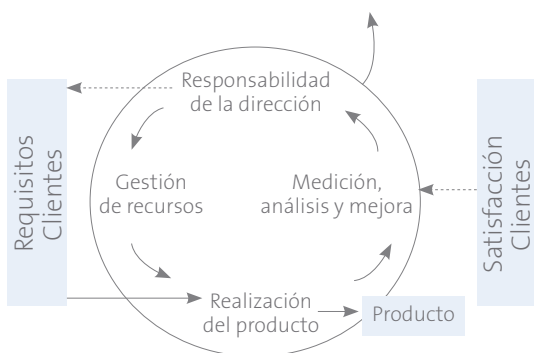 Responsabilidad
de la dirección
Requisitos
Clientes
Gestión
de recursos
Medición,
análisis y mejora
Satisfacción
Clientes
Realización
del producto
Producto